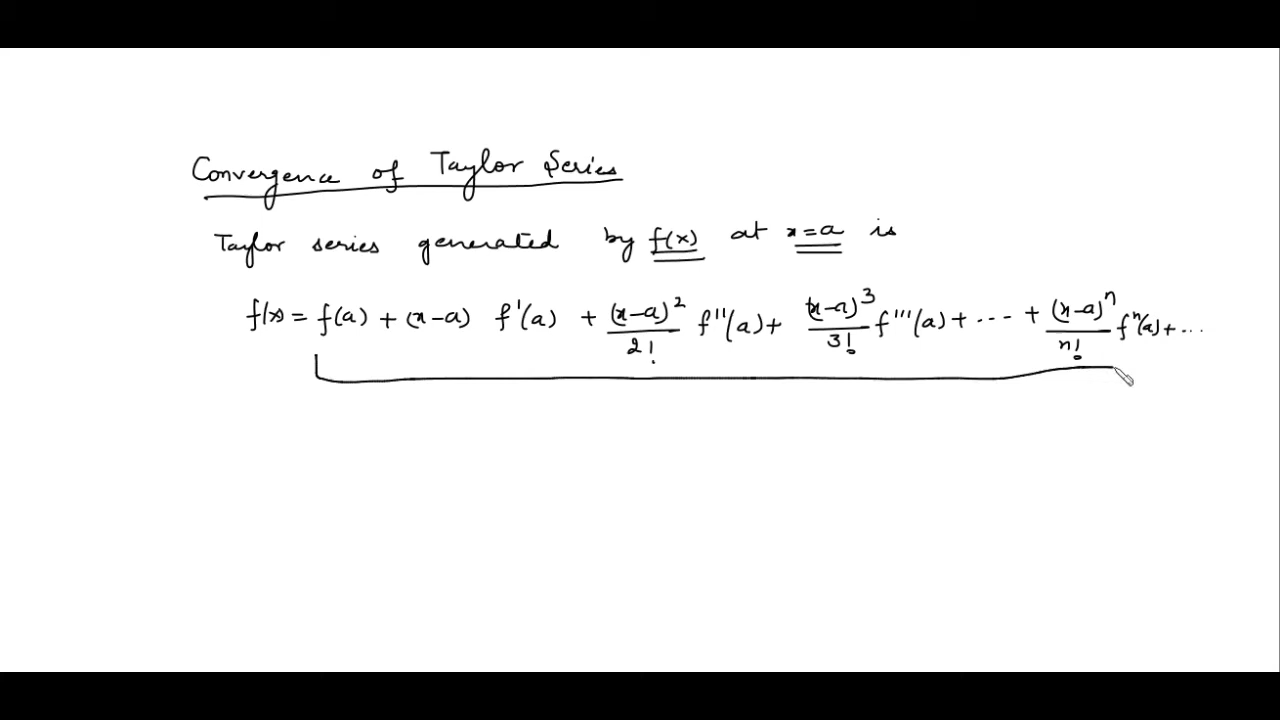 Convergence of Taylor Series
Taylor series generated by f(x) at x=a is
f(x) = f(a) + (x-a) f'(a) + (x-a)^2/2! f''(a) + (x-a)^3/3! f'''(a) + --- + (x-a)^n/n! f^n(a) + ...